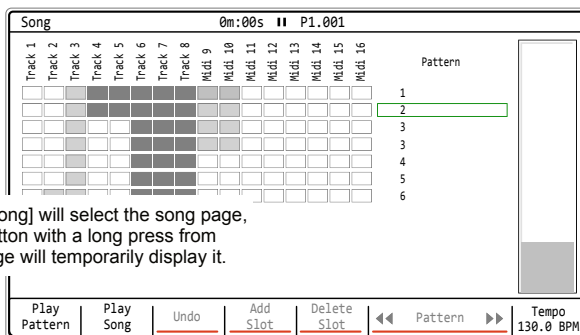 Song 0m:00s II P1.001
Track 1 Track 2 Track 3 Track 4 Track 5 Track 6 Track 7 Track 8 Midi 9 Midi 10 Midi 11 Midi 12 Midi 13 Midi 14 Midi 15 Midi 16 Pattern
1
2
3
3
4
5
6
ong] will select the song page,
tton with a long press from
ge will temporarily display it.
Play Pattern Play Song Undo Add Slot Delete Slot Pattern Tempo 130.0 BPM